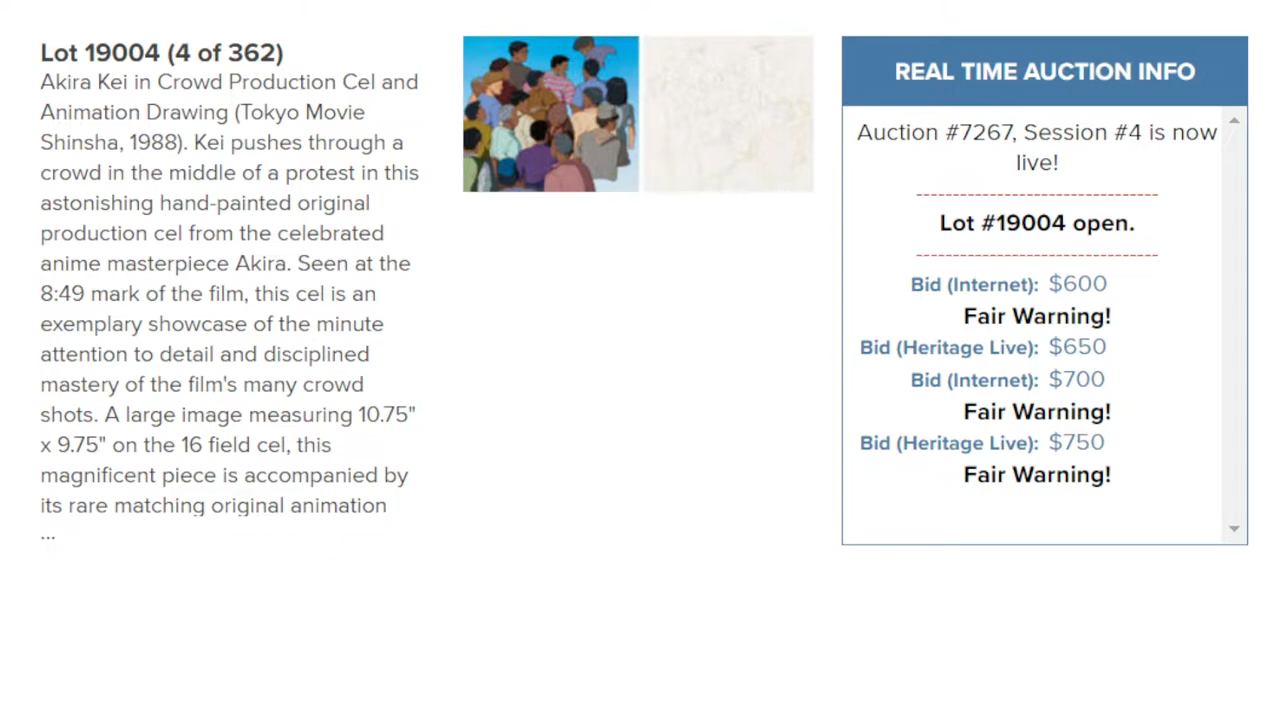 Lot 19004 (4 of 362)
Akira Kei in Crowd Production Cel and
Animation Drawing (Tokyo Movie
Shinsha, 1988). Kei pushes through a
crowd in the middle of a protest in this
astonishing hand-painted original
production cel from the celebrated
anime masterpiece Akira. Seen at the
8:49 mark of the film, this cel is an
exemplary showcase of the minute
attention to detail and disciplined
mastery of the film's many crowd
shots. A large image measuring 10.75"
x 9.75" on the 16 field cel, this
magnificent piece is accompanied by
its rare matching original animation
...
REAL TIME AUCTION INFO
Auction #7267, Session #4 is now
live!
--------------------------------
Lot #19004 open.
--------------------------------
Bid (Internet): $600
Fair Warning!
Bid (Heritage Live): $650
Bid (Internet): $700
Fair Warning!
Bid (Heritage Live): $750
Fair Warning!